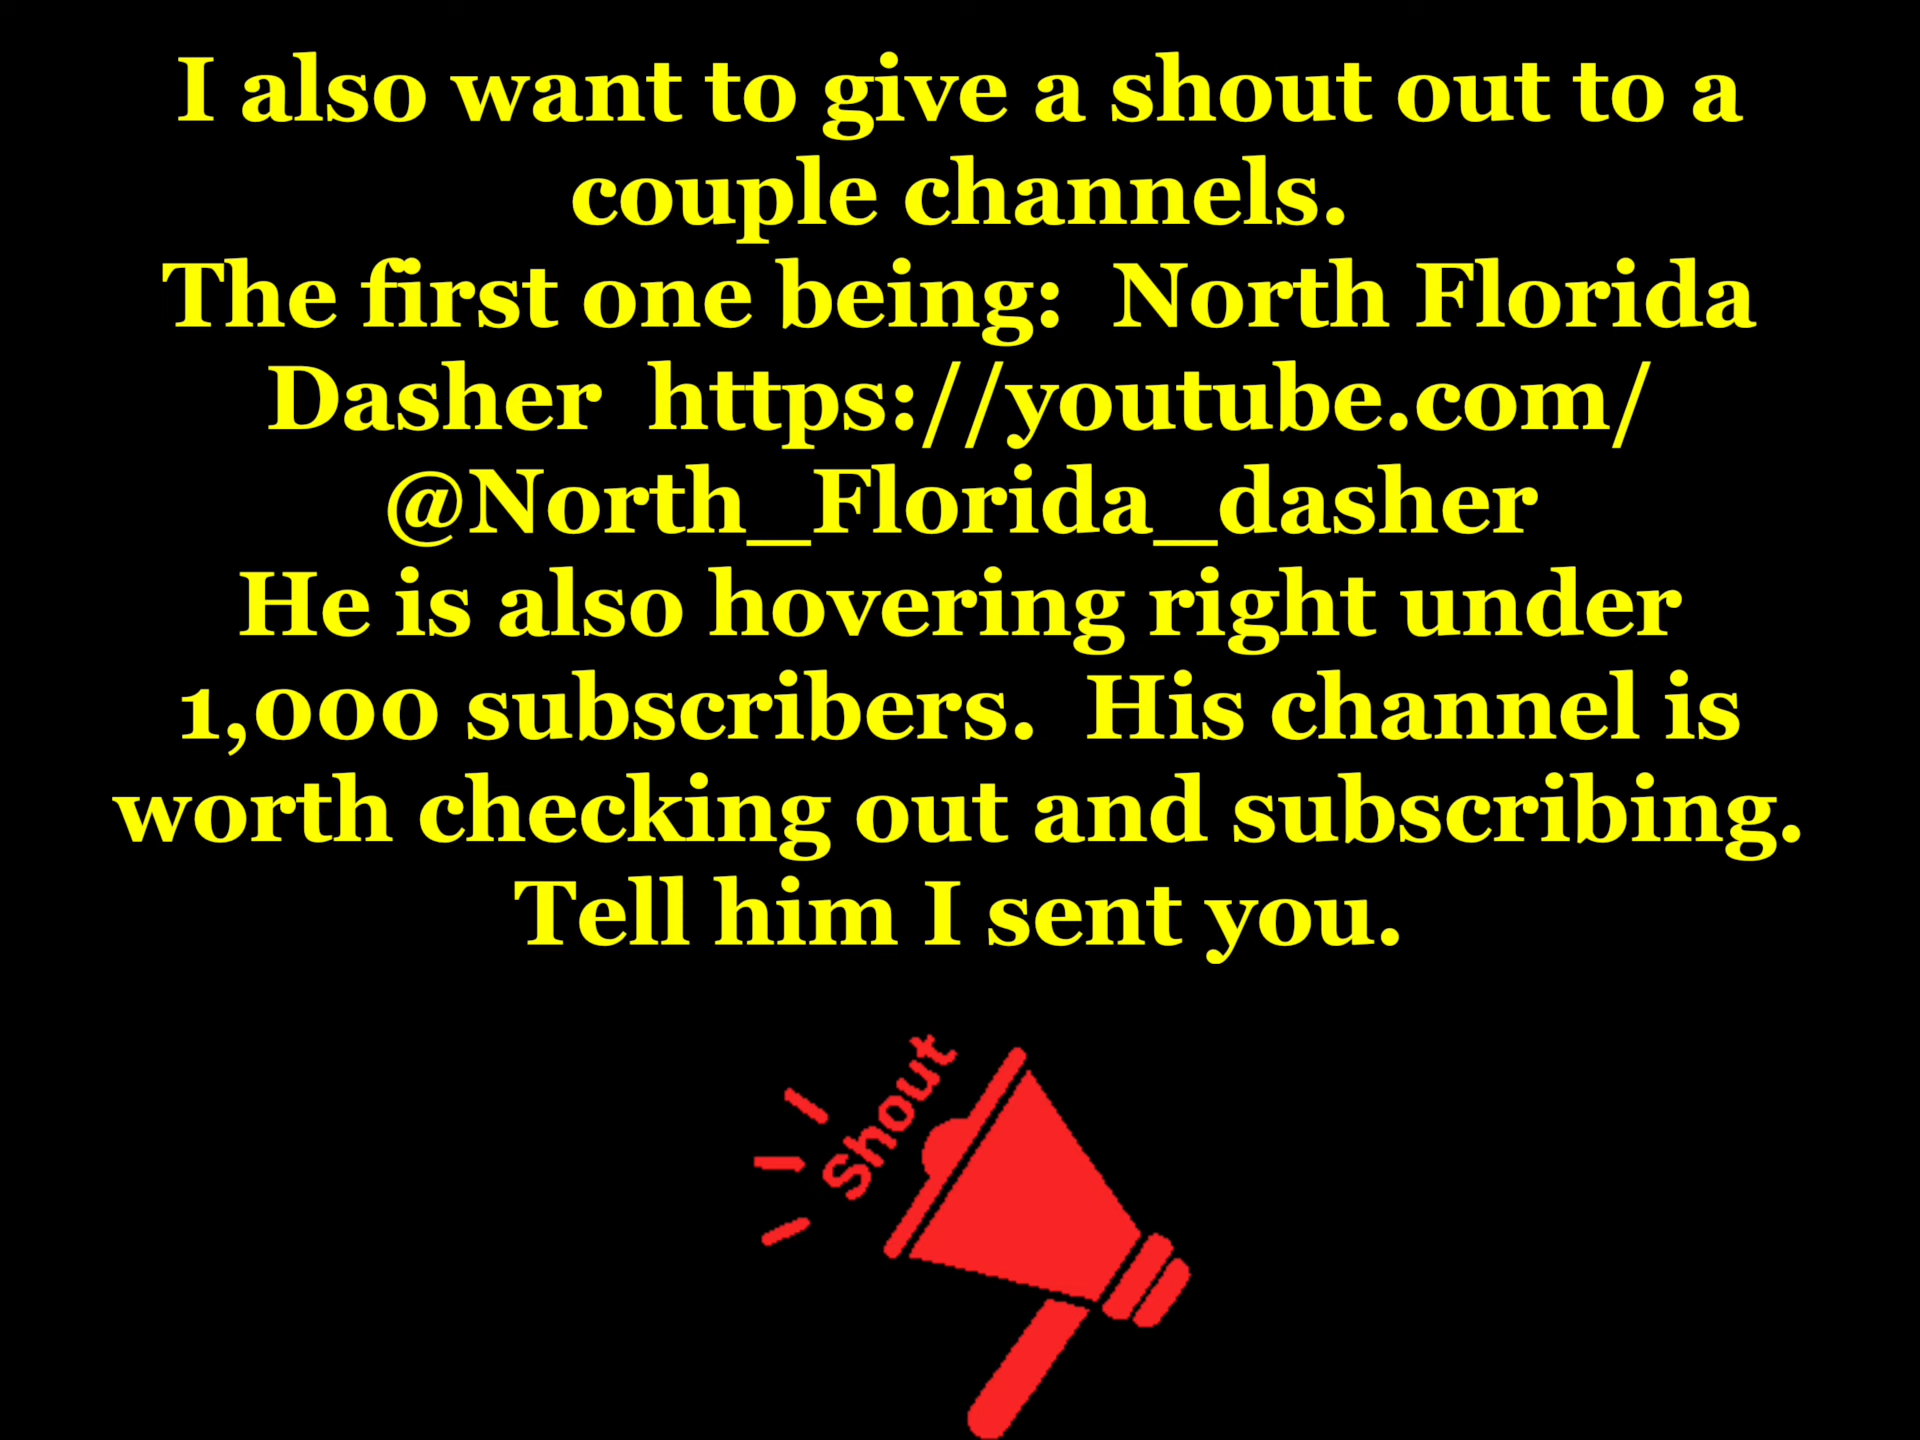 I also want to give a shout out to a
couple channels.
The first one being:  North Florida
Dasher  https://youtube.com/
@North_Florida_dasher
He is also hovering right under
1,000 subscribers.  His channel is
worth checking out and subscribing.
Tell him I sent you.
Shout